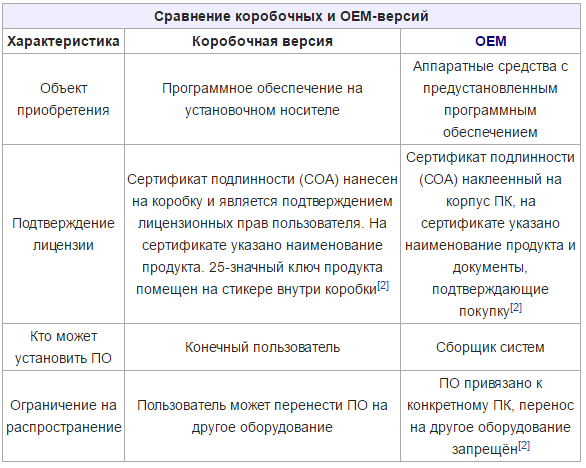 Сравнение коробочных и OEM-версий
Характеристика
Коробочная версия
OEM
Объект
приобретения
Программное обеспечение на
установочном носителе
Аппаратные средства с
предустановленным
программным
обеспечением
Подтверждение
лицензии
Сертификат подлинности (COA) нанесен
на коробку и является подтверждением
лицензионных прав пользователя. На
сертификате указано наименование
продукта. 25-значный ключ продукта
помещен на стикере внутри коробки[2]
Сертификат подлинности
(COA) наклеенный на
корпус ПК, на
сертификате указано
наименование продукта и
документы,
подтверждающие
покупку[2]
Кто может
установить ПО
Конечный пользователь
Сборщик систем
Ограничение на
распространение
Пользователь может перенести ПО на
другое оборудование
ПО привязано к
конкретному ПК, перенос
на другое оборудование
запрещён[2]